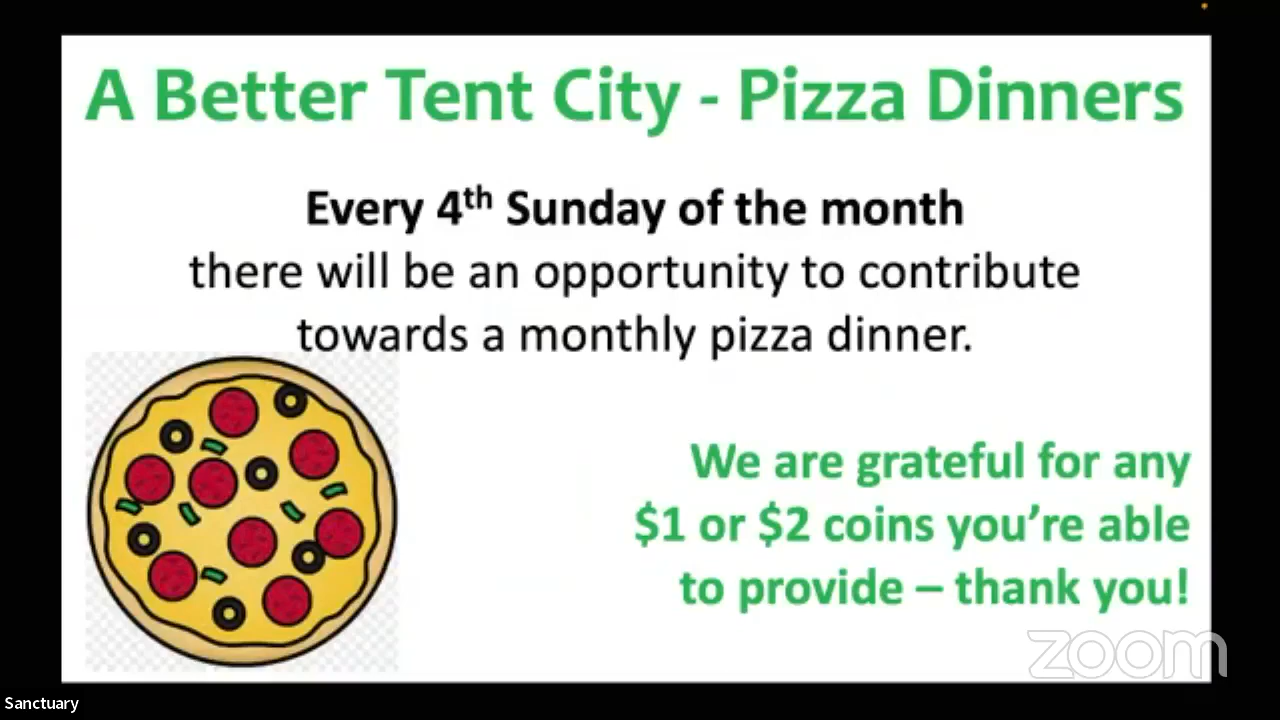 A Better Tent City - Pizza Dinners
Every 4th Sunday of the month
there will be an opportunity to contribute
towards a monthly pizza dinner.
We are grateful for any
$1 or $2 coins you’re able
to provide – thank you!
zoom
Sanctuary